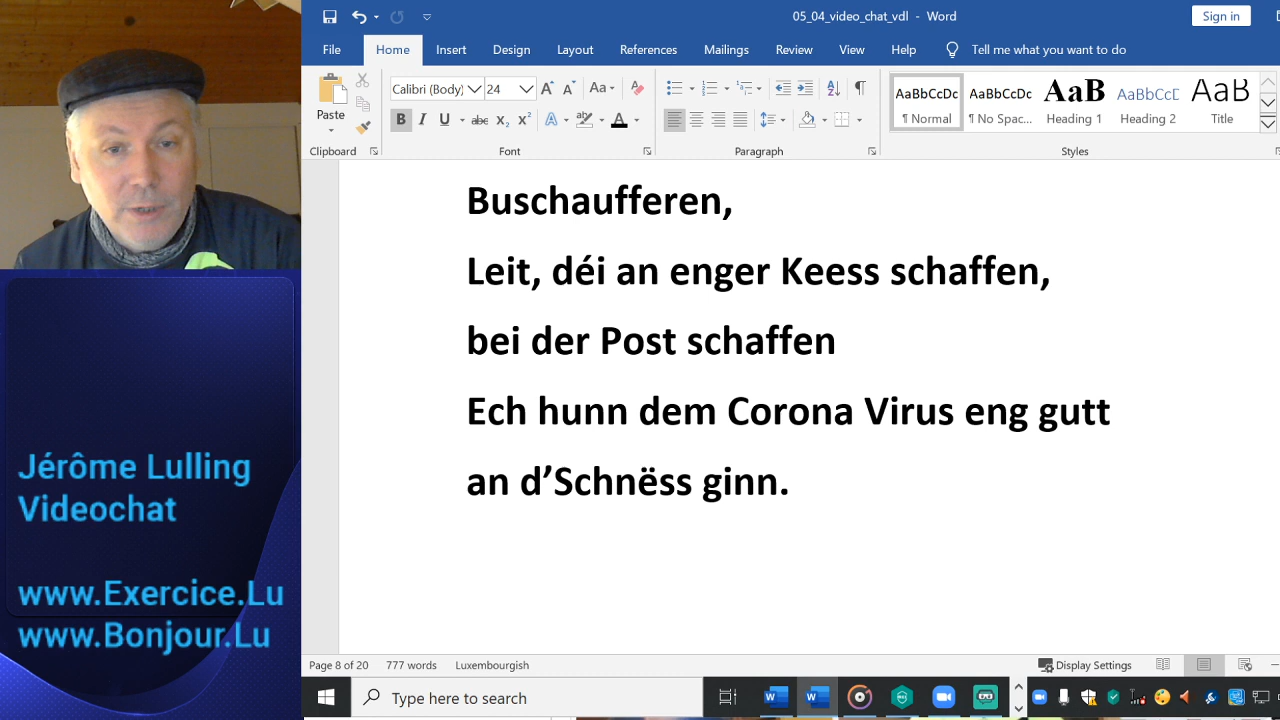 05_04_video_chat_vdl - Word
Sign in
File Home Insert Design Layout References Mailings Review View Help Tell me what you want to do
Paste
Calibri (Body) 24
AaBbCcDc AaBbCcDc AaBb AaBbCcC AaB
¶ Normal ¶ No Spac... Heading 1 Heading 2 Title
Clipboard Font Paragraph Styles
Buschaufferen,
Leit, déi an enger Keess schaffen,
bei der Post schaffen
Ech hunn dem Corona Virus eng gutt
an d’Schnëss ginn.
Jérôme Lulling
Videochat
www.Exercice.Lu
www.Bonjour.Lu
Page 8 of 20 777 words Luxembourgish Display Settings
Type here to search